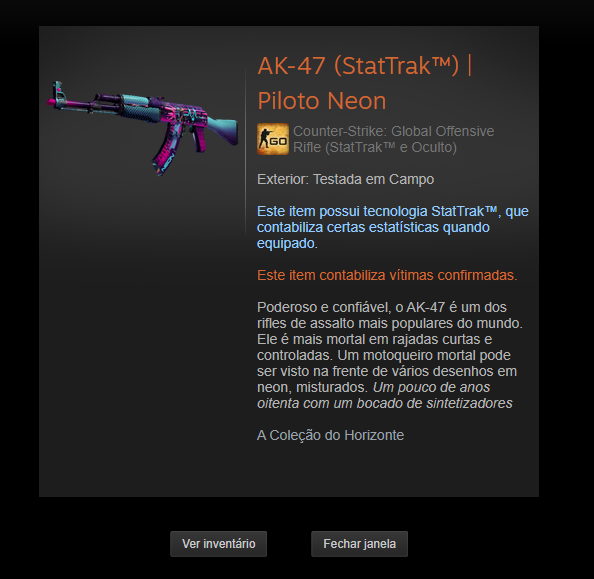 AK-47 (StatTrak™) |
Piloto Neon
GO
Counter-Strike: Global Offensive
Rifle (StatTrak™ e Oculto)
Exterior: Testada em Campo
Este item possui tecnologia StatTrak™, que
contabiliza certas estatísticas quando
equipado.
Este item contabiliza vítimas confirmadas.
Poderoso e confiável, o AK-47 é um dos
rifles de assalto mais populares do mundo.
Ele é mais mortal em rajadas curtas e
controladas. Um motoqueiro mortal pode
ser visto na frente de vários desenhos em
neon, misturados. Um pouco de anos
oitenta com um bocado de sintetizadores
A Coleção do Horizonte
Ver inventário
Fechar janela